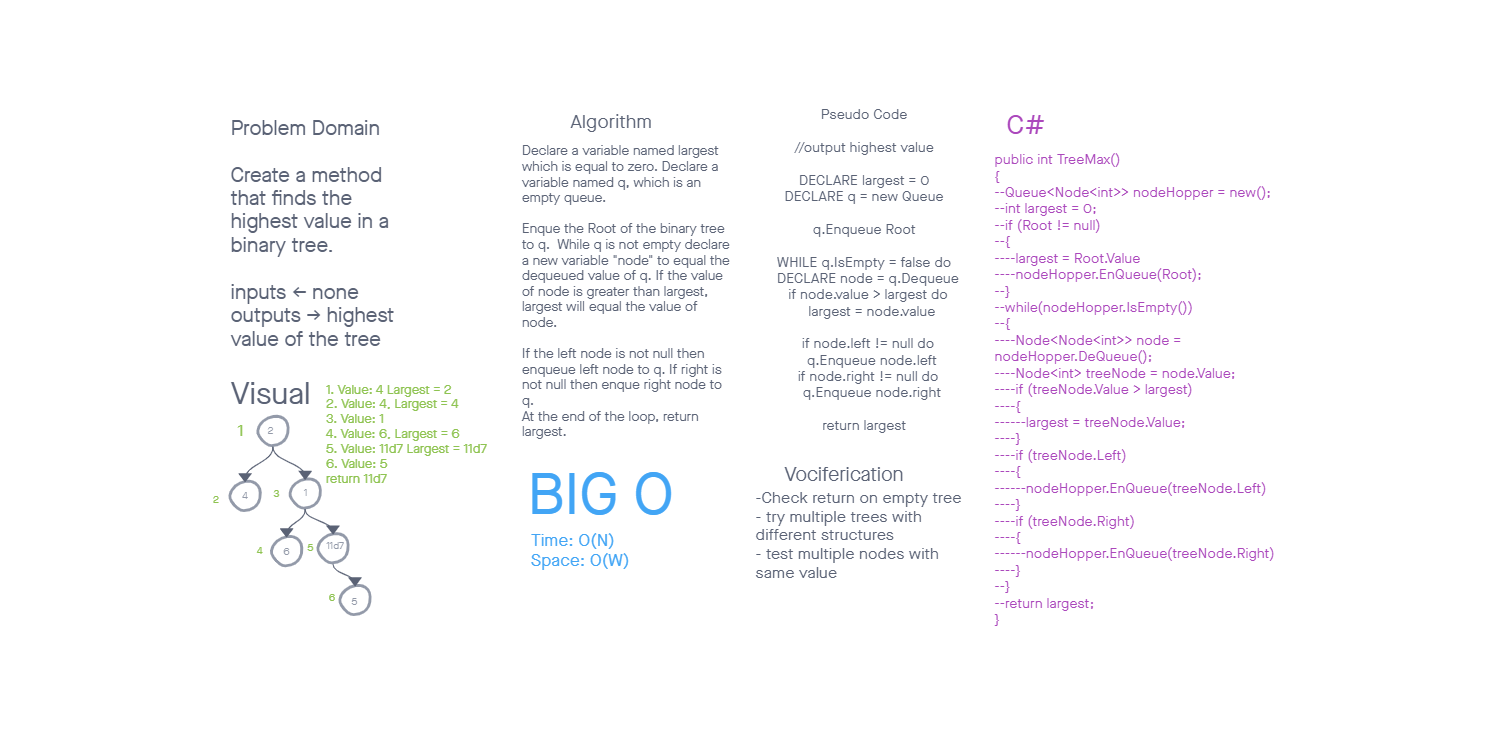 Problem Domain
Create a method
that finds the
highest value in a
binary tree.
inputs <- none
outputs -> highest
value of the tree
Visual
1. Value: 4 Largest = 2
2. Value: 4, Largest = 4
3. Value: 1
4. Value: 6, Largest = 6
5. Value: 11d7 Largest = 11d7
6. Value: 5
return 11d7
1
2
2
4
3
1
4
6
5
11d7
6
5
Algorithm
Declare a variable named largest
which is equal to zero. Declare a
variable named q, which is an
empty queue.
Enque the Root of the binary tree
to q.  While q is not empty declare
a new variable "node" to equal the
dequeued value of q. If the value
of node is greater than largest,
largest will equal the value of
node.
If the left node is not null then
enqueue left node to q. If right is
not null then enque right node to
q.
At the end of the loop, return
largest.
BIG O
Time: O(N)
Space: O(W)
Pseudo Code
//output highest value
DECLARE largest = 0
DECLARE q = new Queue
q.Enqueue Root
WHILE q.IsEmpty = false do
DECLARE node = q.Dequeue
if node.value > largest do
largest = node.value
if node.left != null do
q.Enqueue node.left
if node.right != null do
q.Enqueue node.right
return largest
Vociferication
-Check return on empty tree
- try multiple trees with
different structures
- test multiple nodes with
same value
C#
public int TreeMax()
{
--Queue<Node<int>> nodeHopper = new();
--int largest = 0;
--if (Root != null)
--{
----largest = Root.Value
----nodeHopper.EnQueue(Root);
--}
--while(nodeHopper.IsEmpty())
--{
----Node<Node<int>> node =
nodeHopper.DeQueue();
----Node<int> treeNode = node.Value;
----if (treeNode.Value > largest)
----{
------largest = treeNode.Value;
----}
----if (treeNode.Left)
----{
------nodeHopper.EnQueue(treeNode.Left)
----}
----if (treeNode.Right)
----{
------nodeHopper.EnQueue(treeNode.Right)
----}
--}
--return largest;
}